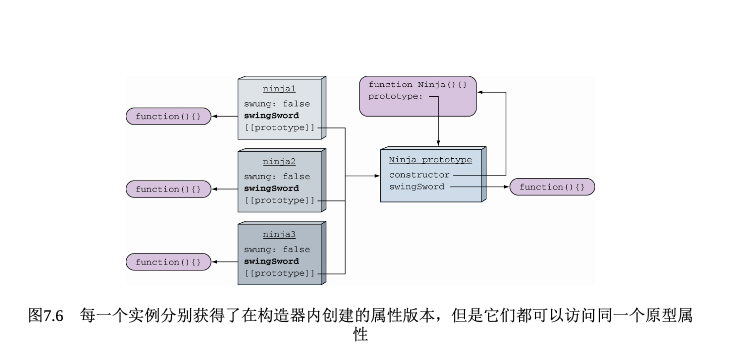 ninja1
swung: false
swingSword
[[prototype]]
function(){}
ninja2
swung: false
swingSword
[[prototype]]
function(){}
ninja3
swung: false
swingSword
[[prototype]]
function(){}
function Ninja(){}
prototype:
Ninja prototype
constructor
swingSword
function(){}
图7.6 每一个实例分别获得了在构造器内创建的属性版本，但是它们都可以访问同一个原型属
性